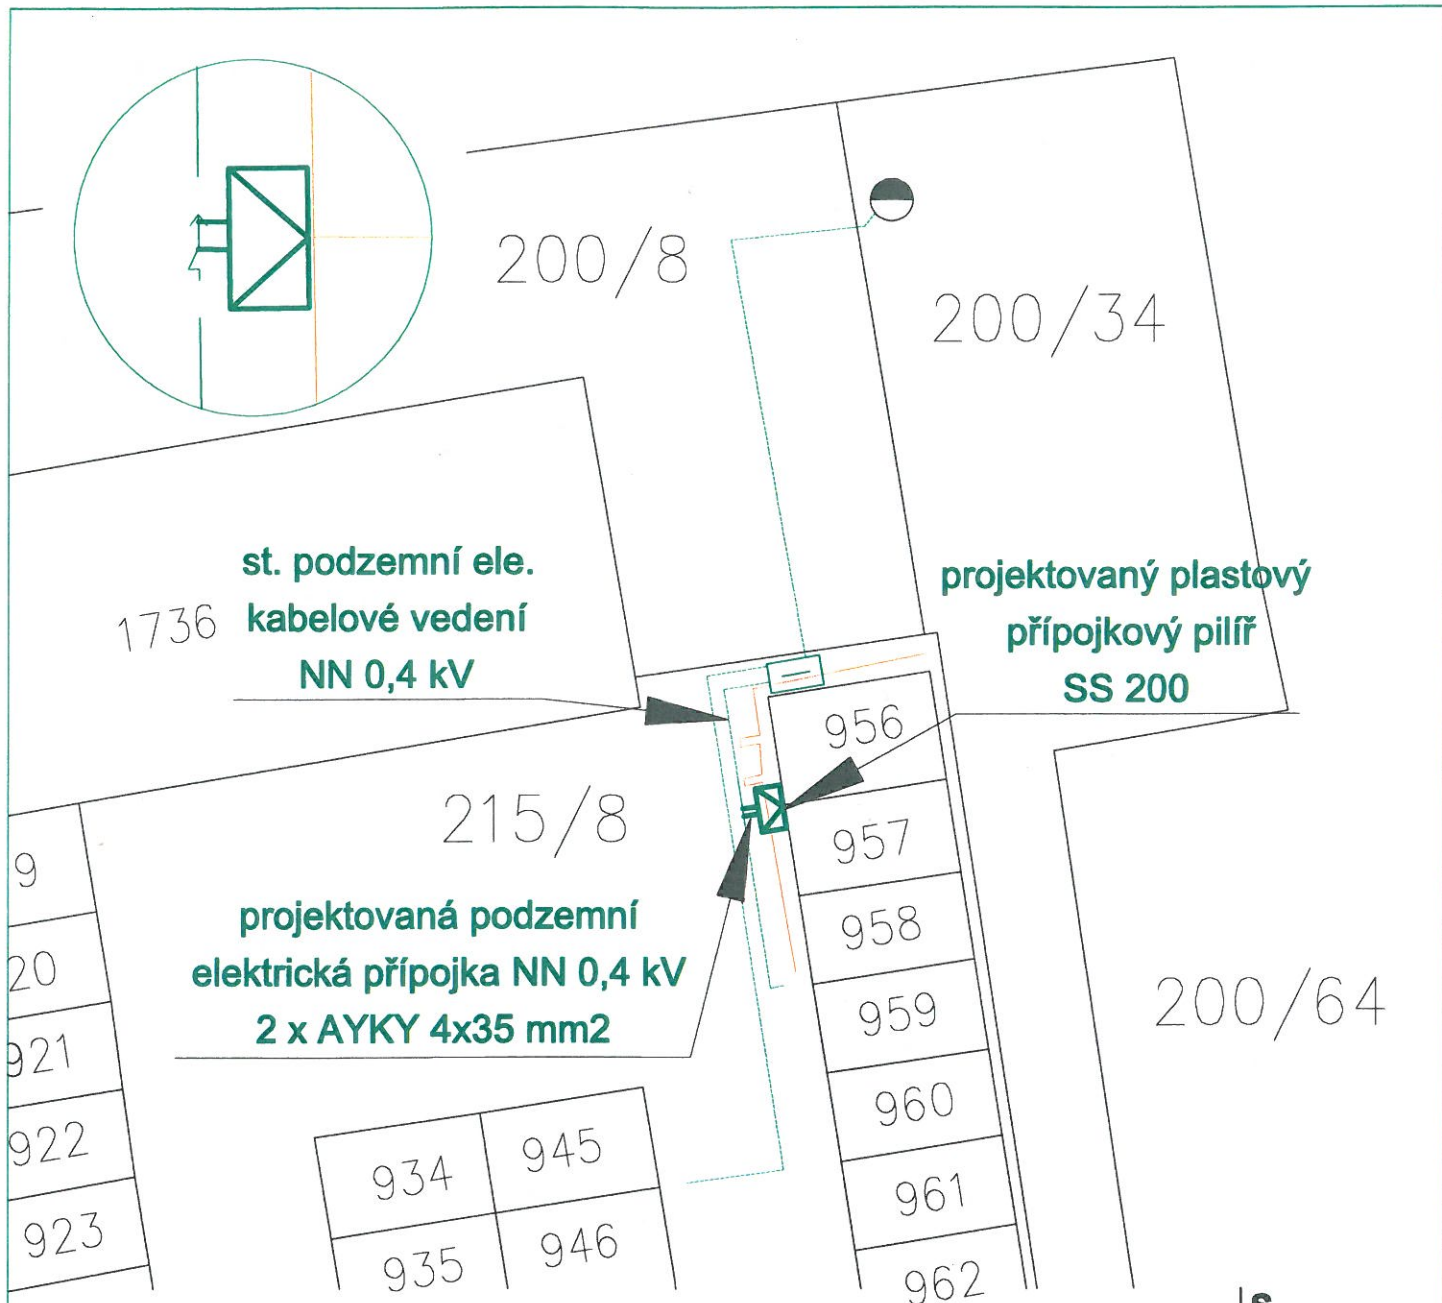 200/8
200/34
st. podzemní ele.
kabelové vedení
NN 0,4 kV
1736
projektovaný plastový
přípojkový pilíř
SS 200
956
215/8
957
9
projektovaná podzemní
elektrická přípojka NN 0,4 kV
2 x AYKY 4x35 mm2
958
20
959
200/64
921
960
922
934
945
961
923
935
946
962